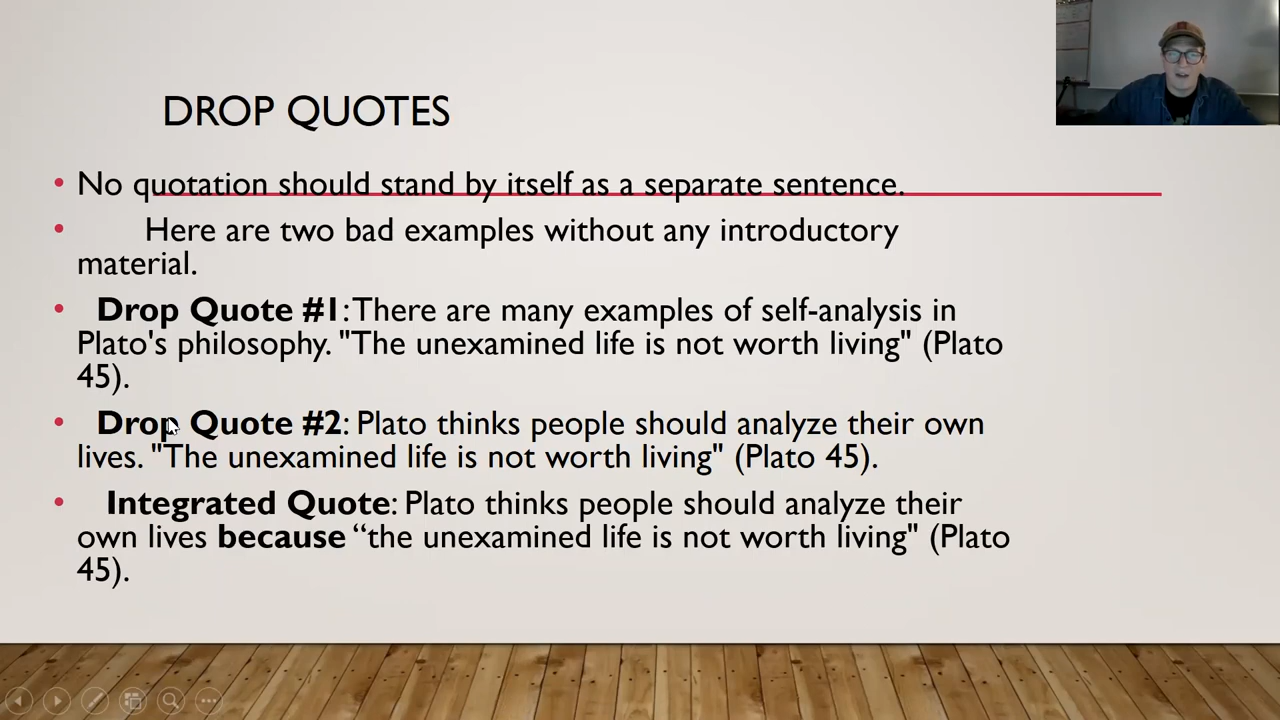 DROP QUOTES
• No quotation should stand by itself as a separate sentence.
• Here are two bad examples without any introductory
material.
• Drop Quote #1: There are many examples of self-analysis in
Plato's philosophy. "The unexamined life is not worth living" (Plato
45).
• Drop Quote #2: Plato thinks people should analyze their own
lives. "The unexamined life is not worth living" (Plato 45).
• Integrated Quote: Plato thinks people should analyze their
own lives because “the unexamined life is not worth living" (Plato
45).